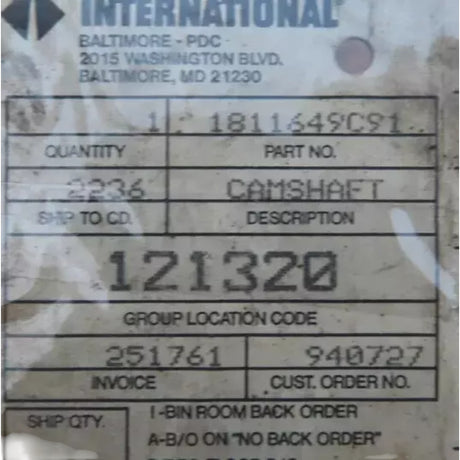 INTERNATIONAL
BALTIMORE - PDC
2015 WASHINGTON BLVD.
BALTIMORE, MD 21230
1 1811649C91
QUANTITY PART NO.
2236 CAMSHAFT
SHIP TO CD. DESCRIPTION
121320
GROUP LOCATION CODE
251761 940727
INVOICE CUST. ORDER NO.
SHIP QTY. I-BIN ROOM BACK ORDER
A-B/O ON "NO BACK ORDER"